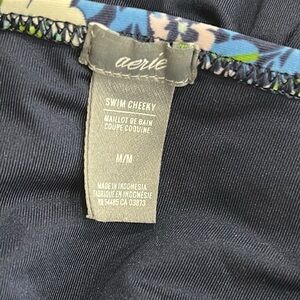 aerie
SWIM CHEEKY
MAILLOT DE BAIN
COUPE COQUINE
M/M
MADE IN INDONESIA
FABRIQUÉ EN INDONÉSIE
RN 54485 CA 03873